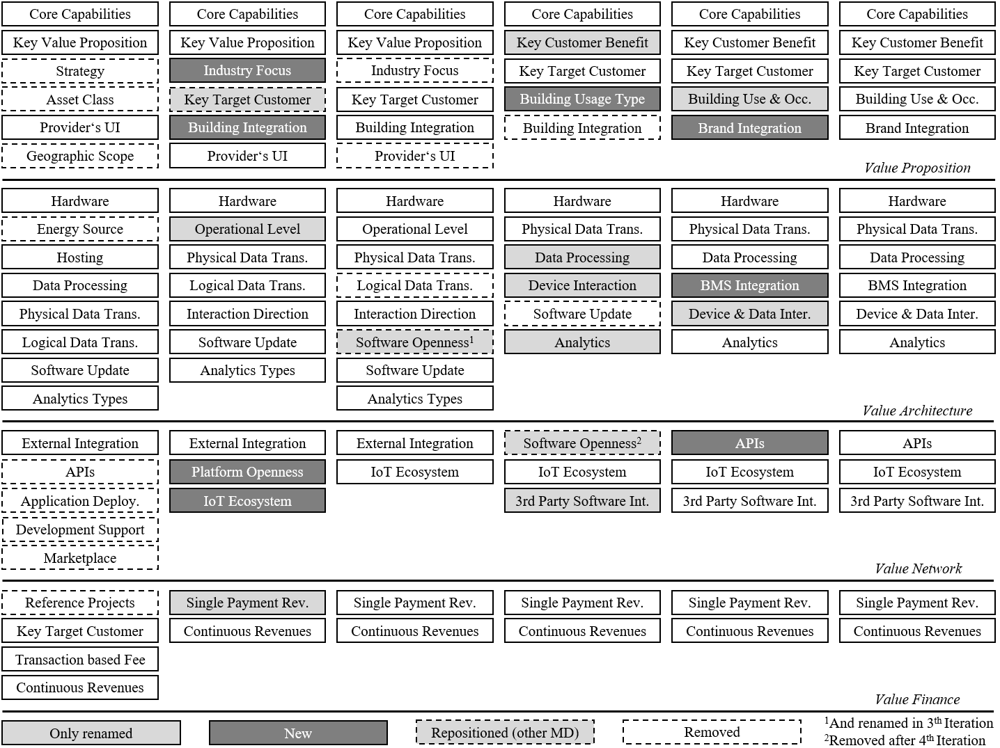 Core Capabilities Core Capabilities Core Capabilities Core Capabilities Core Capabilities Core Capabilities
Key Value Proposition Key Value Proposition Key Value Proposition Key Customer Benefit Key Customer Benefit Key Customer Benefit
Strategy Industry Focus Industry Focus Key Target Customer Key Target Customer Key Target Customer
Asset Class Key Target Customer Key Target Customer Building Usage Type Building Use & Occ. Building Use & Occ.
Provider‘s UI Building Integration Building Integration Building Integration Brand Integration Brand Integration
Geographic Scope Provider‘s UI Provider‘s UI
Value Proposition
Hardware Hardware Hardware Hardware Hardware Hardware
Energy Source Operational Level Operational Level Physical Data Trans. Physical Data Trans. Physical Data Trans.
Hosting Physical Data Trans. Physical Data Trans. Data Processing Data Processing Data Processing
Data Processing Logical Data Trans. Logical Data Trans. Device Interaction BMS Integration BMS Integration
Physical Data Trans. Interaction Direction Interaction Direction Software Update Device & Data Inter. Device & Data Inter.
Logical Data Trans. Software Update Software Openness¹ Analytics Analytics Analytics
Software Update Analytics Types Software Update
Analytics Types Analytics Types
Value Architecture
External Integration External Integration External Integration Software Openness² APIs APIs
APIs Platform Openness IoT Ecosystem IoT Ecosystem IoT Ecosystem IoT Ecosystem
Application Deploy. IoT Ecosystem 3rd Party Software Int. 3rd Party Software Int. 3rd Party Software Int.
Development Support
Marketplace
Value Network
Reference Projects Single Payment Rev. Single Payment Rev. Single Payment Rev. Single Payment Rev. Single Payment Rev.
Key Target Customer Continuous Revenues Continuous Revenues Continuous Revenues Continuous Revenues Continuous Revenues
Transaction based Fee
Continuous Revenues
Value Finance
Only renamed New Repositioned (other MD) Removed
¹And renamed in 3th Iteration
²Removed after 4th Iteration